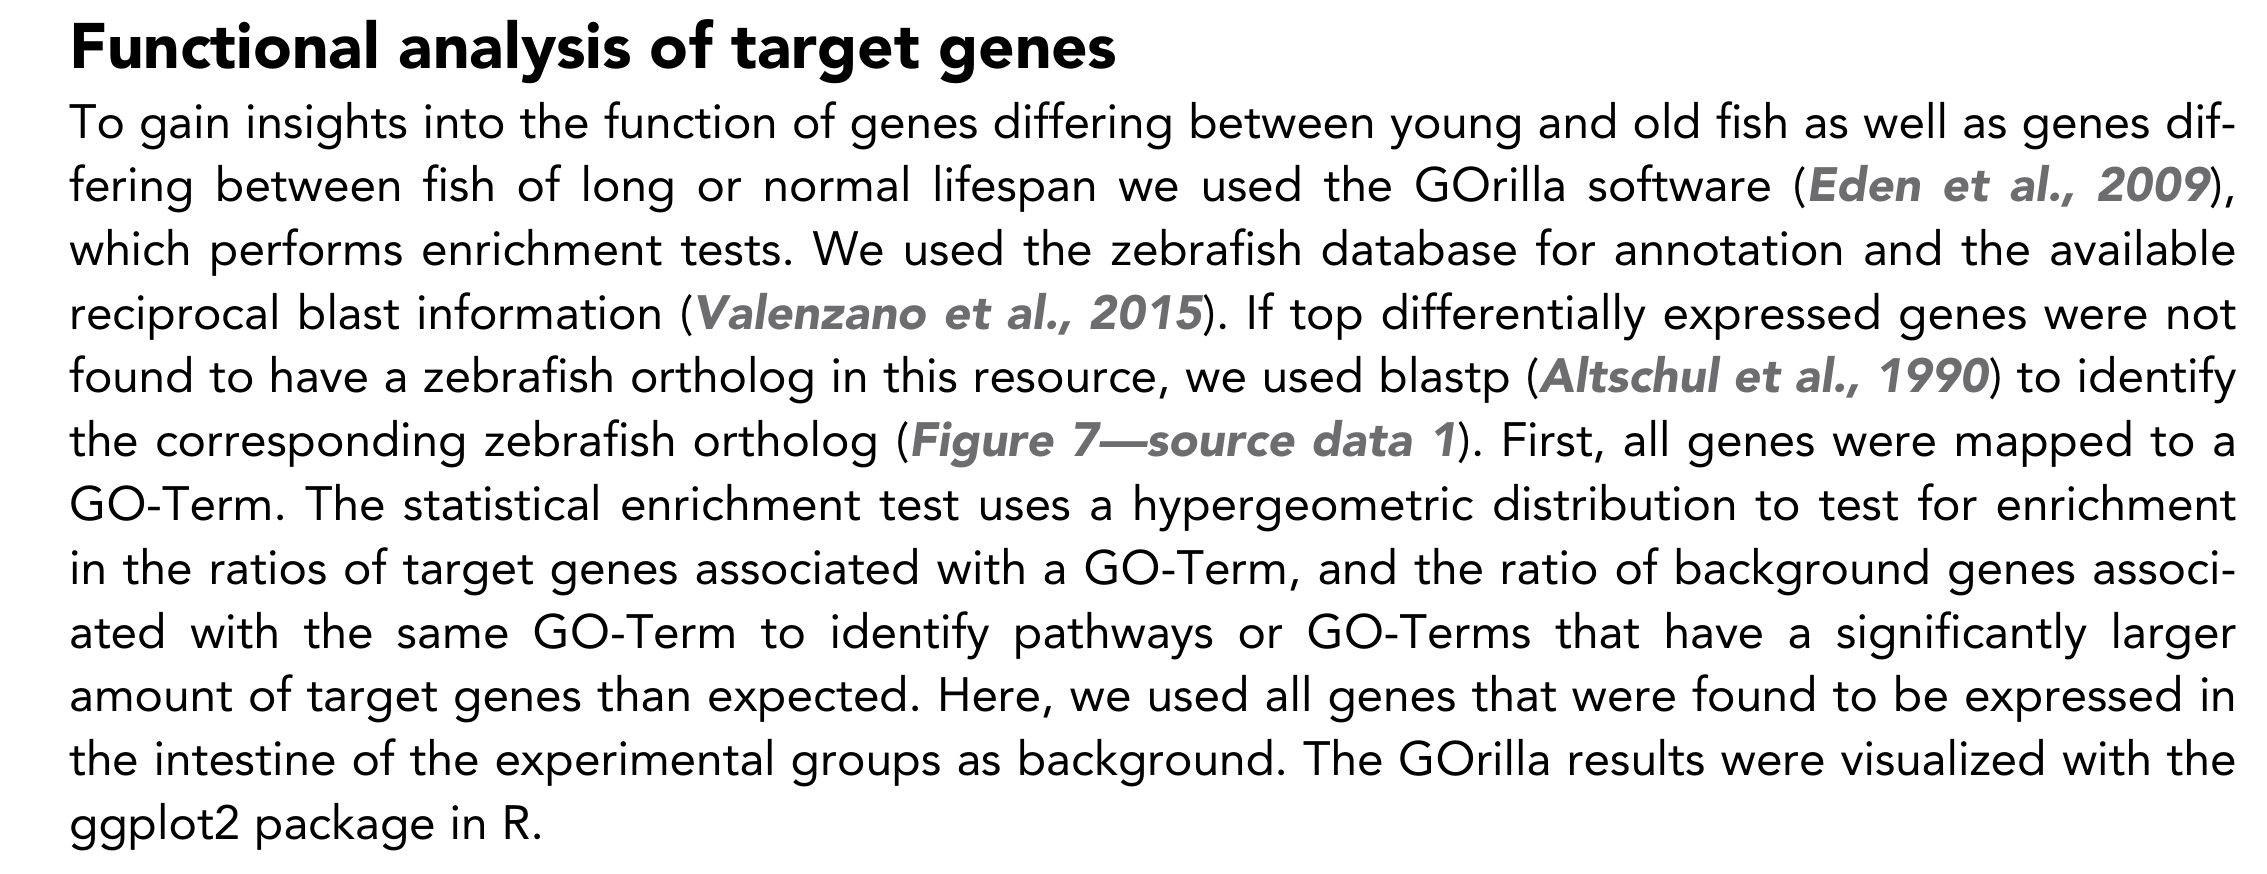 Functional analysis of target genes
To gain insights into the function of genes differing between young and old fish as well as genes dif-
fering between fish of long or normal lifespan we used the GOrilla software (Eden et al., 2009),
which performs enrichment tests. We used the zebrafish database for annotation and the available
reciprocal blast information (Valenzano et al., 2015). If top differentially expressed genes were not
found to have a zebrafish ortholog in this resource, we used blastp (Altschul et al., 1990) to identify
the corresponding zebrafish ortholog (Figure 7—source data 1). First, all genes were mapped to a
GO-Term. The statistical enrichment test uses a hypergeometric distribution to test for enrichment
in the ratios of target genes associated with a GO-Term, and the ratio of background genes associ-
ated with the same GO-Term to identify pathways or GO-Terms that have a significantly larger
amount of target genes than expected. Here, we used all genes that were found to be expressed in
the intestine of the experimental groups as background. The GOrilla results were visualized with the
ggplot2 package in R.